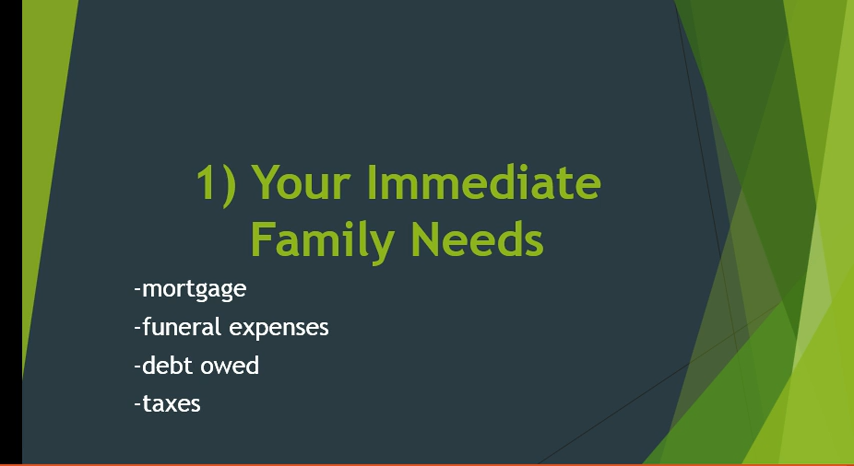 1) Your Immediate
Family Needs
-mortgage
-funeral expenses
-debt owed
-taxes